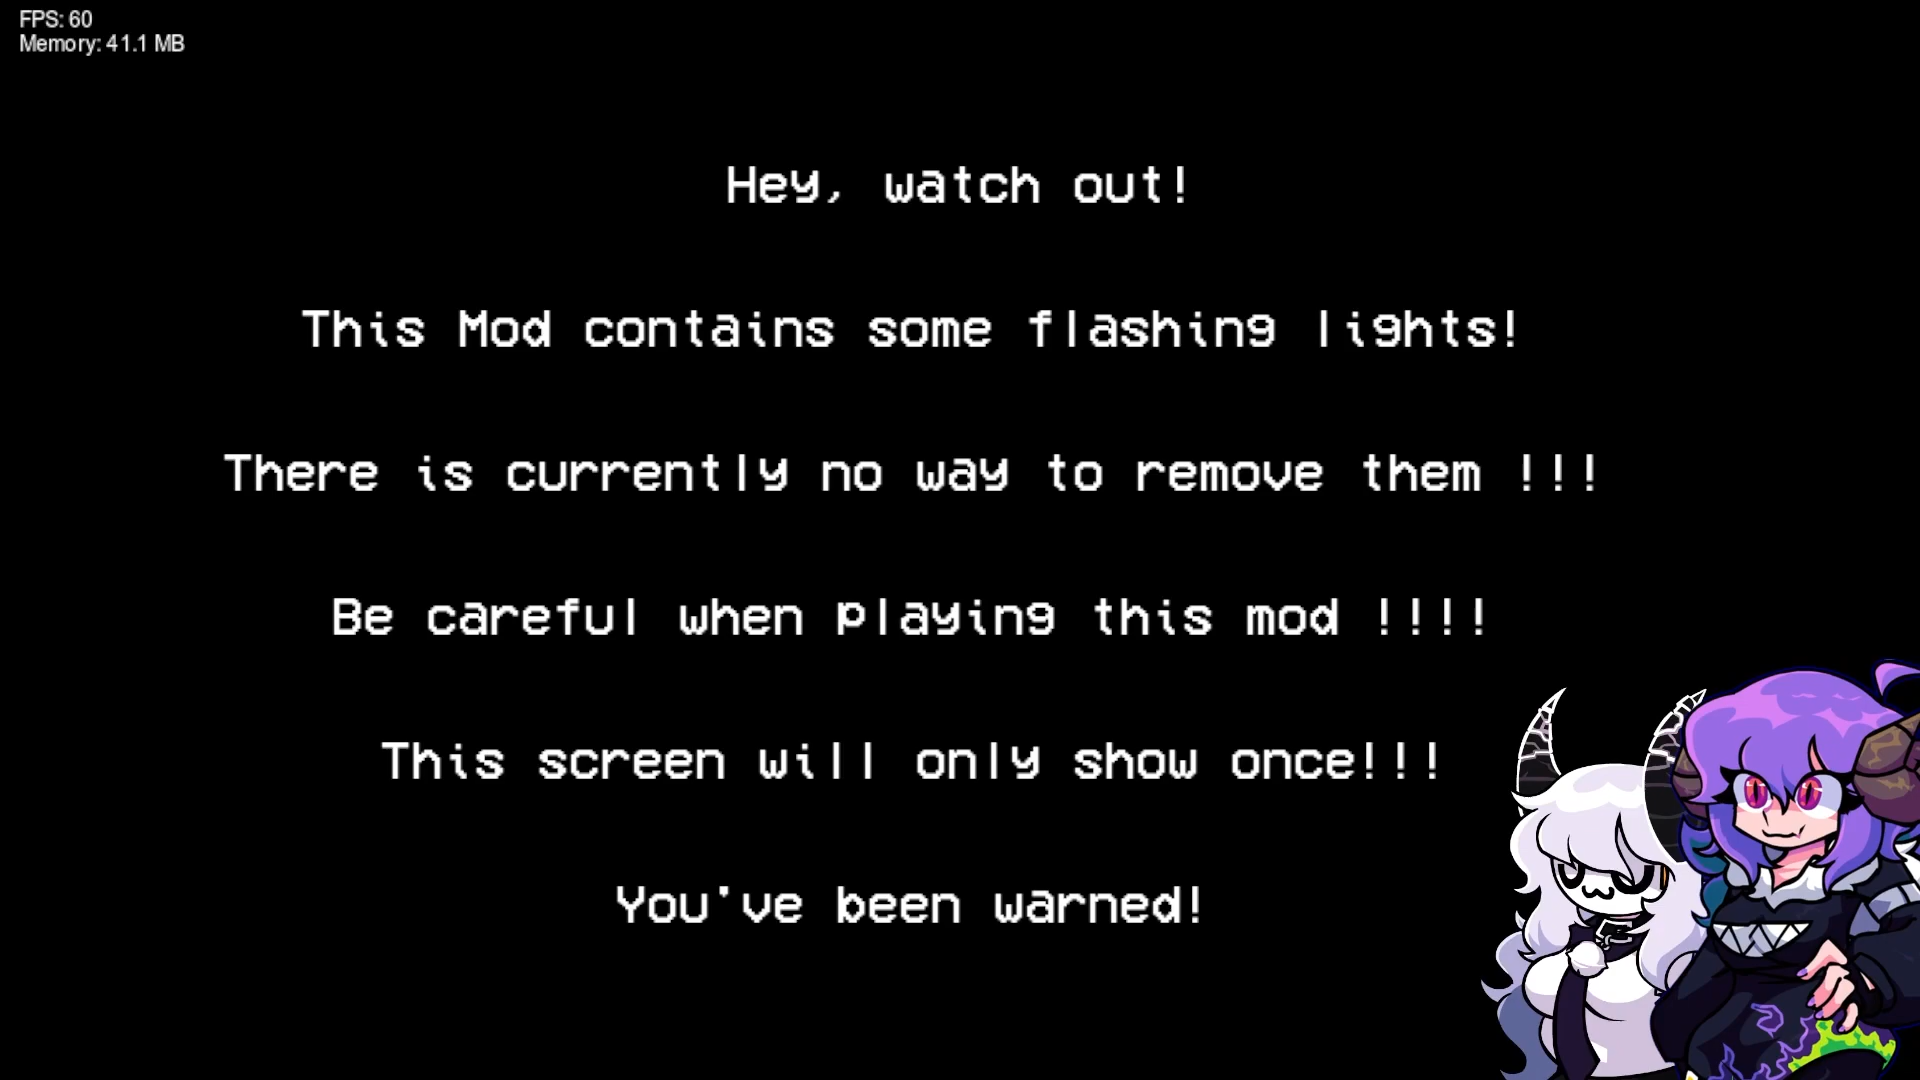 FPS: 60
Memory: 41.1 MB
Hey, watch out!
This Mod contains some flashing lights!
There is currently no way to remove them !!!
Be careful when playing this mod !!!!
This screen will only show once!!!
You've been warned!